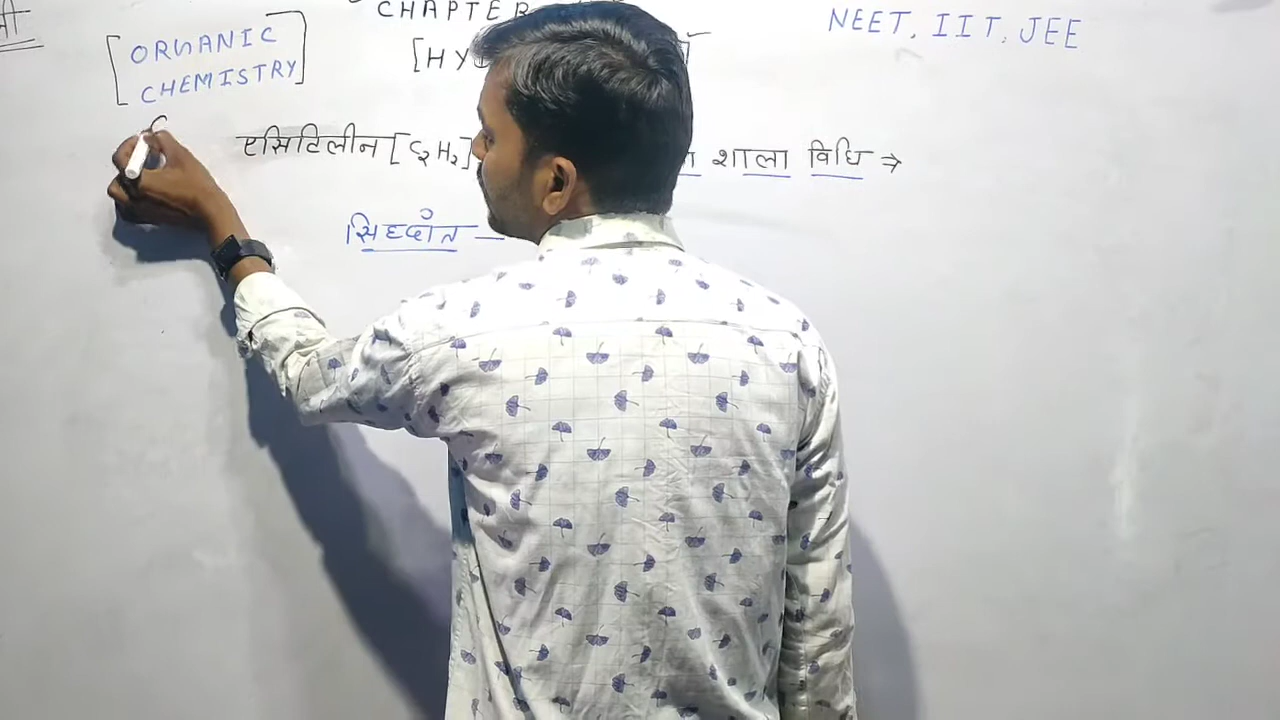 CHAPTER
NEET, IIT, JEE
[ORGANIC
CHEMISTRY]
[HY
एसिटिलीन [C₂H₂] शाला विधि ⇒
सिध्दांत —